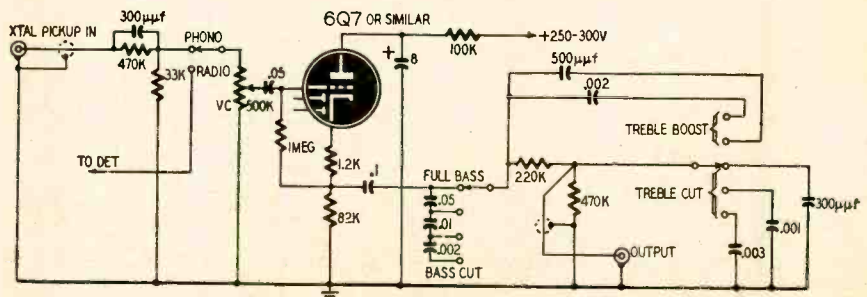 300µµf
6Q7 OR SIMILAR
XTAL PICKUP IN
PHONO
470K
33K
RADIO
VC
500K
.05
+
8
100K
+250-300V
500µµf
.002
TREBLE BOOST
TO DET
1MEG
1.2K
.1
FULL BASS
220K
82K
.05
.01
.002
BASS CUT
470K
TREBLE CUT
OUTPUT
.003
.001
300µµf